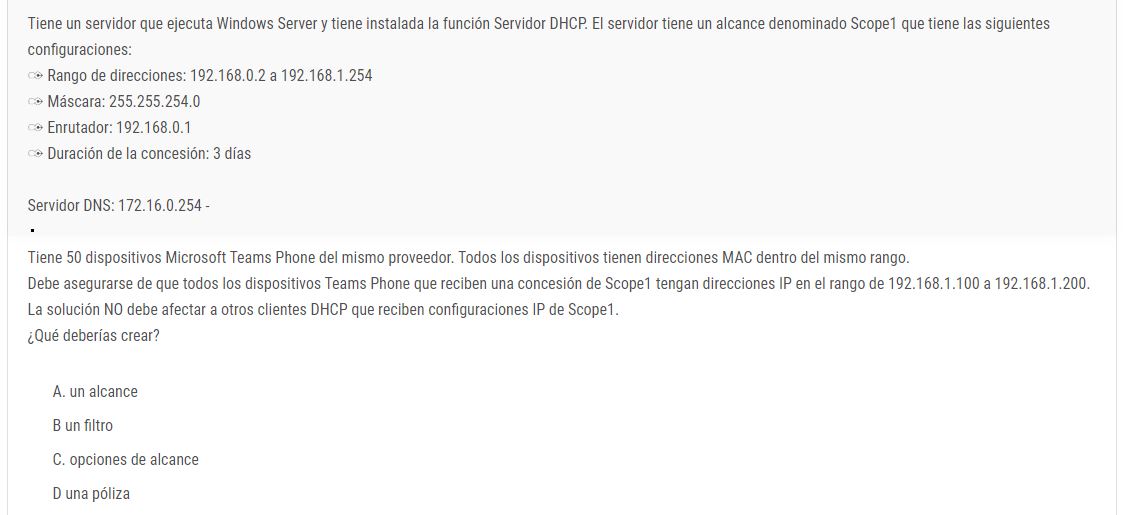 Tiene un servidor que ejecuta Windows Server y tiene instalada la función Servidor DHCP. El servidor tiene un alcance denominado Scope1 que tiene las siguientes
configuraciones:
Rango de direcciones: 192.168.0.2 a 192.168.1.254
Máscara: 255.255.254.0
Enrutador: 192.168.0.1
Duración de la concesión: 3 días
Servidor DNS: 172.16.0.254 -
.
Tiene 50 dispositivos Microsoft Teams Phone del mismo proveedor. Todos los dispositivos tienen direcciones MAC dentro del mismo rango.
Debe asegurarse de que todos los dispositivos Teams Phone que reciben una concesión de Scope1 tengan direcciones IP en el rango de 192.168.1.100 a 192.168.1.200.
La solución NO debe afectar a otros clientes DHCP que reciben configuraciones IP de Scope1.
¿Qué deberías crear?
A. un alcance
B un filtro
C. opciones de alcance
D una póliza